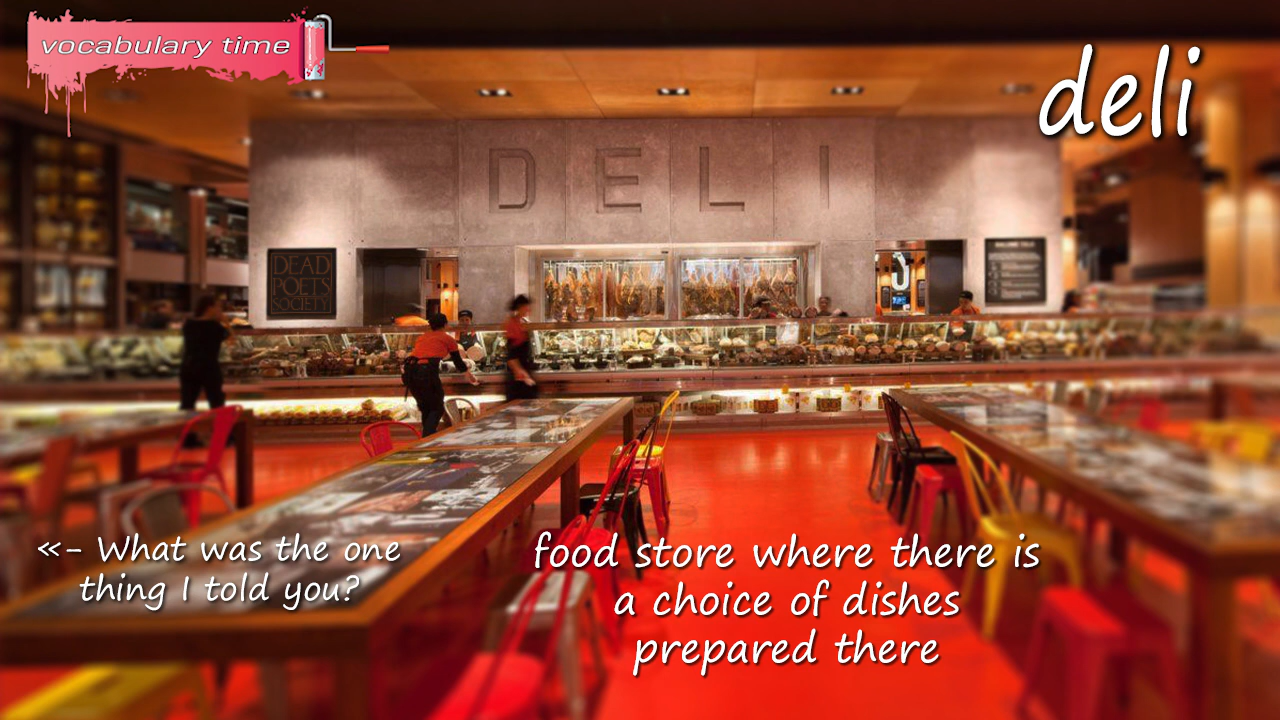 vocabulary time
deli
DELI
DEAD
POETS
SOCIETY
«- What was the one
thing I told you?
food store where there is
a choice of dishes
prepared there